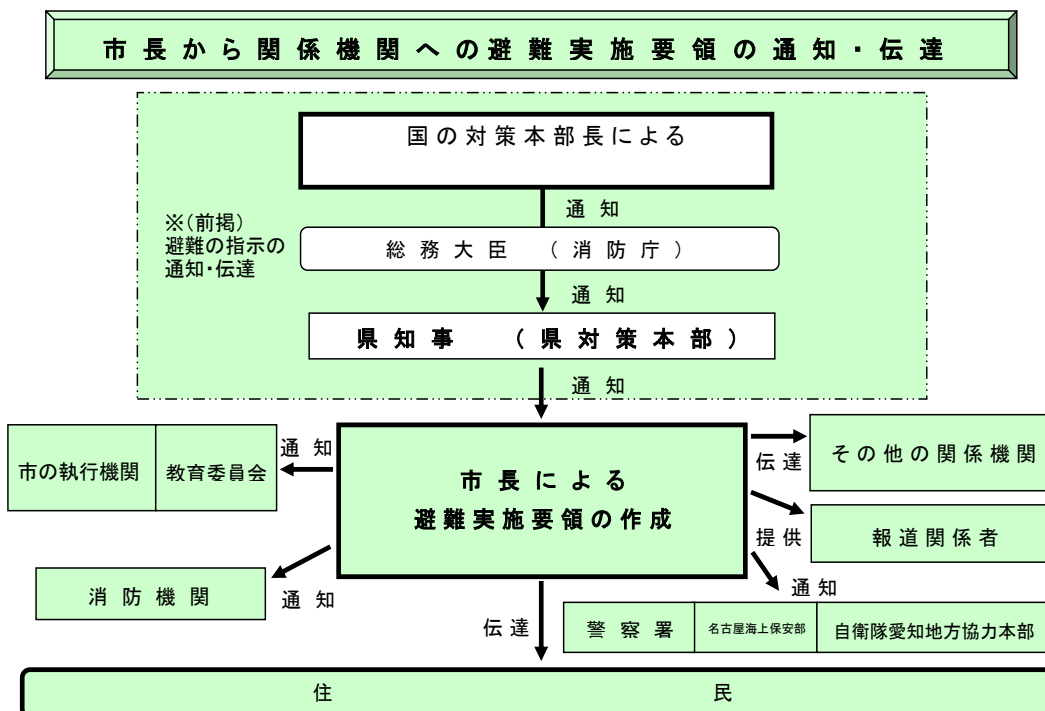 市長から関係機関への避難実施要領の通知・伝達
国の対策本部長による
通知
※(前掲)
避難の指示の
通知・伝達
総務大臣 (消防庁)
通知
県知事 (県対策本部)
通知
市の執行機関 教育委員会
通知
市長による
避難実施要領の作成
伝達
その他の関係機関
提供
報道関係者
消防機関
通知
通知
警察署 名古屋海上保安部 自衛隊愛知地方協力本部
伝達
住民